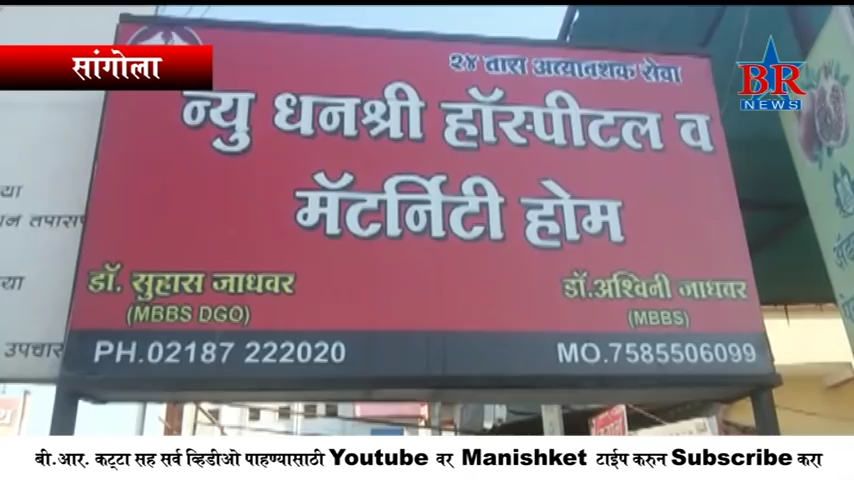 सांगोला
BR
NEWS
२४ तास अत्यावश्यक सेवा
न्यु धनश्री हॉस्पीटल व
मॅटर्निटी होम
डॉ. सुहास जाधवर
(MBBS DGO)
डॉ.अश्विनी जाधवर
(MBBS)
PH.02187 222020
MO.7585506099
उपचार
बी.आर. कट्टा सह सर्व व्हिडीओ पाहण्यासाठी Youtube वर Manishket टाईप करुन Subscribe करा